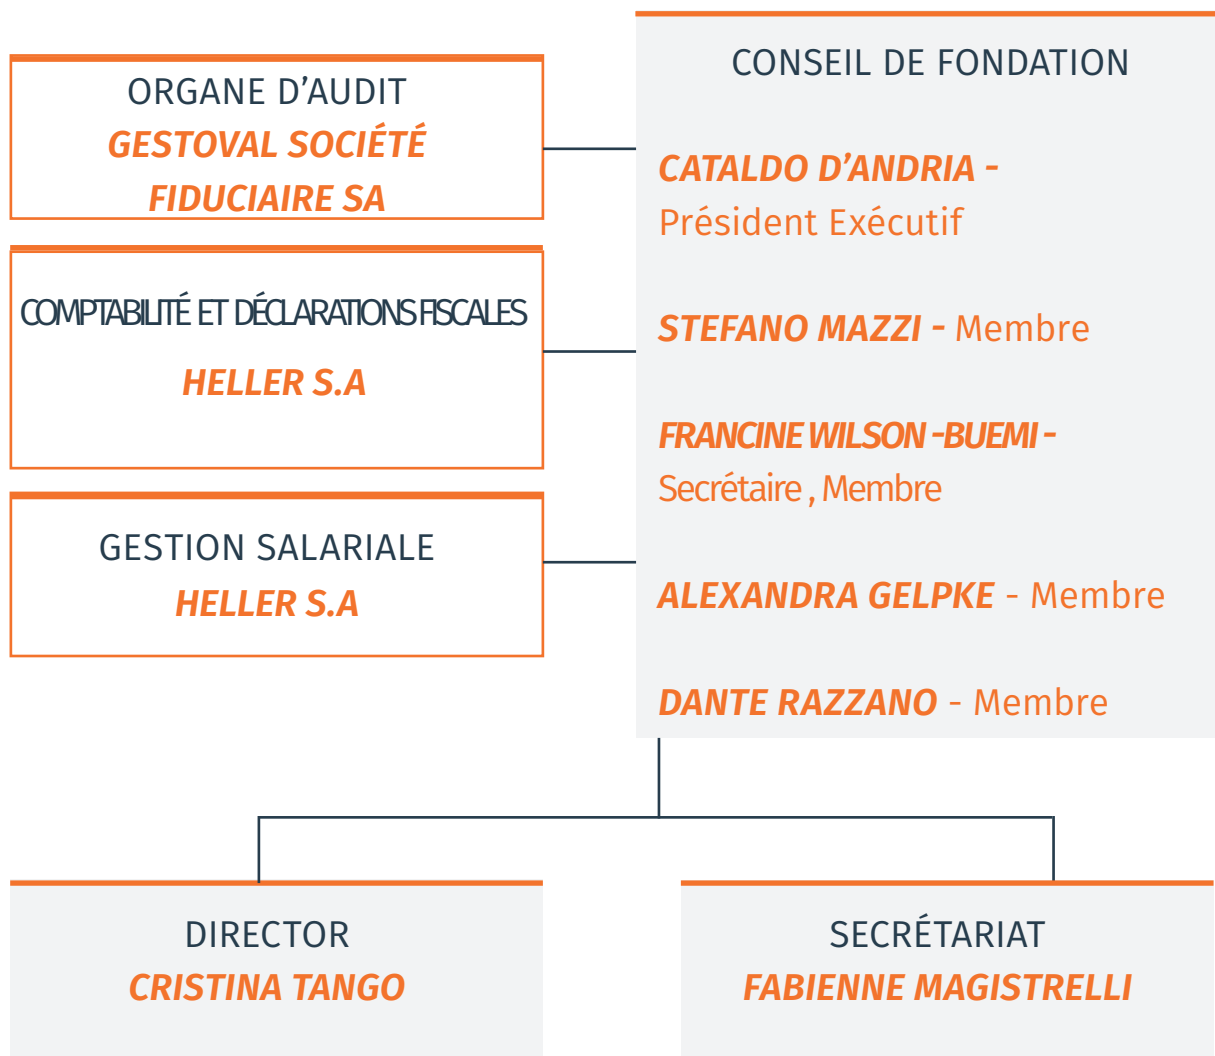 ORGANE D’AUDIT
GESTOVAL SOCIÉTÉ
FIDUCIAIRE SA
COMPTABILITÉ ET DÉCLARATIONS FISCALES
HELLER S.A
GESTION SALARIALE
HELLER S.A
CONSEIL DE FONDATION
CATALDO D’ANDRIA -
Président Exécutif
STEFANO MAZZI - Membre
FRANCINE WILSON -BUEMI -
Secrétaire , Membre
ALEXANDRA GELPKE - Membre
DANTE RAZZANO - Membre
DIRECTOR
CRISTINA TANGO
SECRÉTARIAT
FABIENNE MAGISTRELLI